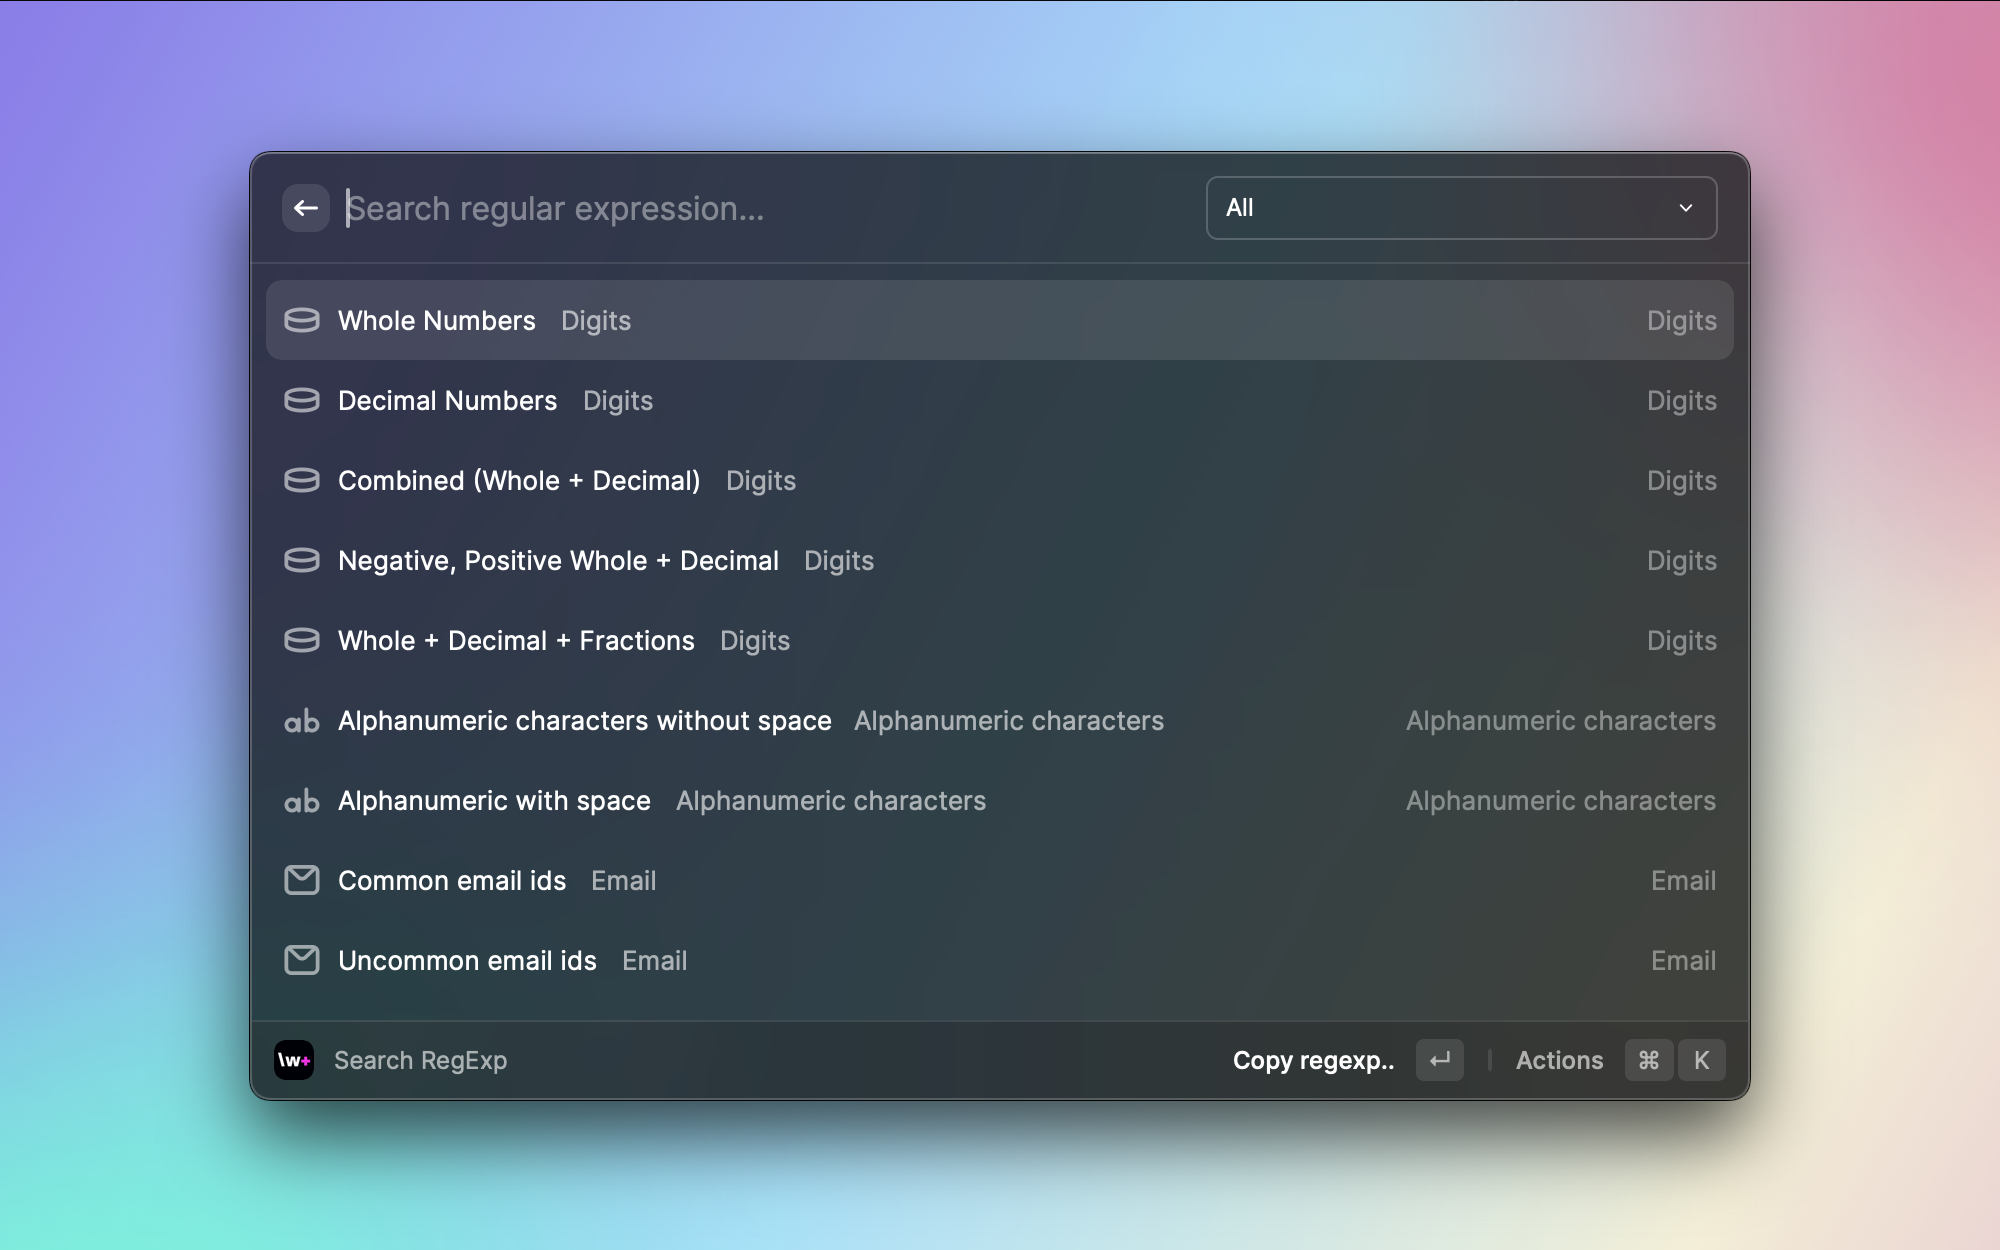 Search regular expression...
All
Whole Numbers Digits Digits
Decimal Numbers Digits Digits
Combined (Whole + Decimal) Digits Digits
Negative, Positive Whole + Decimal Digits Digits
Whole + Decimal + Fractions Digits Digits
ab Alphanumeric characters without space Alphanumeric characters Alphanumeric characters
ab Alphanumeric with space Alphanumeric characters Alphanumeric characters
Common email ids Email Email
Uncommon email ids Email Email
\w+ Search RegExp Copy regexp.. ↵ | Actions ⌘ K